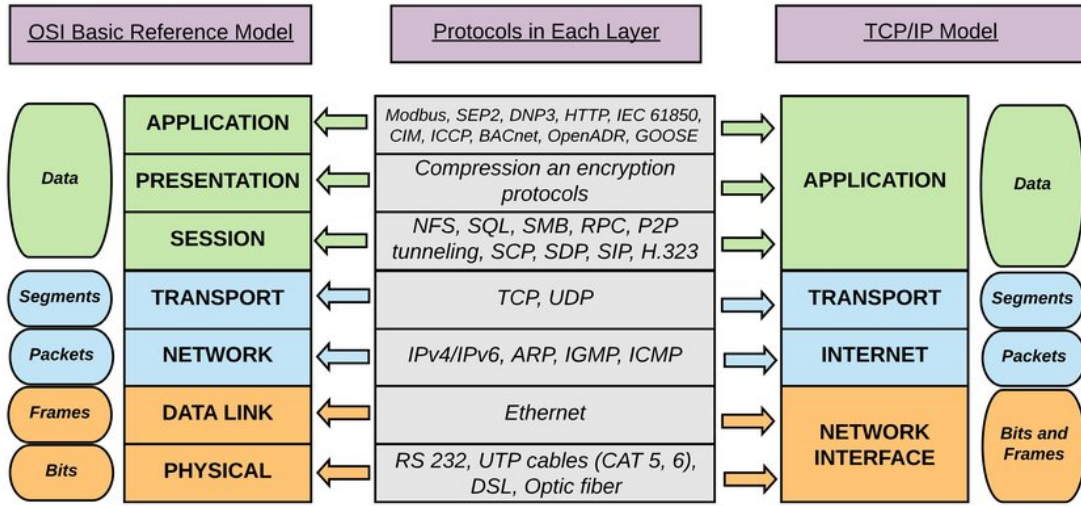 OSI Basic Reference Model
Protocols in Each Layer
TCP/IP Model
Data
APPLICATION
Modbus, SEP2, DNP3, HTTP, IEC 61850,
CIM, ICCP, BACnet, OpenADR, GOOSE
APPLICATION
Data
PRESENTATION
Compression an encryption
protocols
SESSION
NFS, SQL, SMB, RPC, P2P
tunneling, SCP, SDP, SIP, H.323
Segments
TRANSPORT
TCP, UDP
TRANSPORT
Segments
Packets
NETWORK
IPv4/IPv6, ARP, IGMP, ICMP
INTERNET
Packets
Frames
DATA LINK
Ethernet
NETWORK
INTERFACE
Bits and
Frames
Bits
PHYSICAL
RS 232, UTP cables (CAT 5, 6),
DSL, Optic fiber